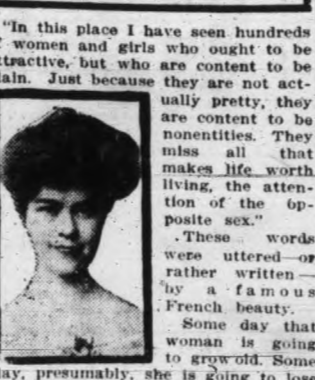 "In this place I have seen hundreds
women and girls who ought to be
ttractive, but who are content to be
lain. Just because they are not act-
ually pretty, they
are content to be
nonentities. They
miss all that
makes life worth
living, the atten-
tion of the op-
posite sex."
These words
were uttered—or
rather written—
by a famous
French beauty.
Some day that
woman is going
to grow old. Some
day, presumably, she is going to lose